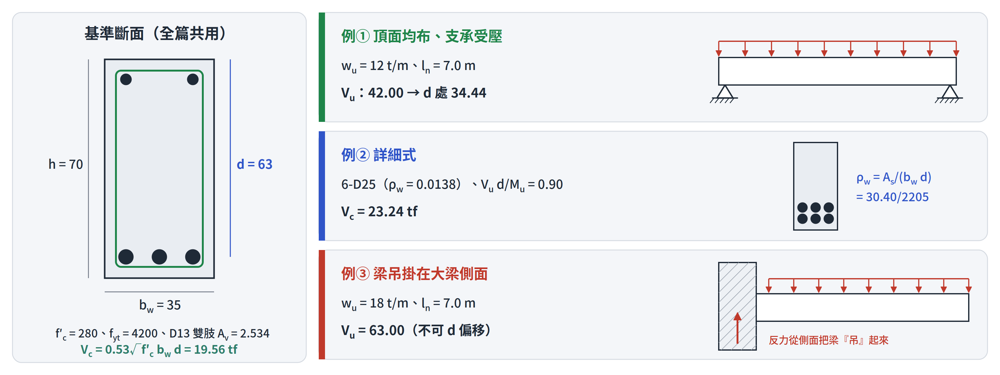 基準斷面（全篇共用）
h = 70
d = 63
b_w = 35
f′_c = 280、f_yt = 4200、D13 雙肢 A_v = 2.534
V_c = 0.53√f′_c b_w d = 19.56 tf
例① 頂面均布、支承受壓
w_u = 12 t/m、l_n = 7.0 m
V_u：42.00 → d 處 34.44
例② 詳細式
6-D25（ρ_w = 0.0138）、V_u d/M_u = 0.90
V_c = 23.24 tf
ρ_w = A_s/(b_w d)
= 30.40/2205
例③ 梁吊掛在大梁側面
w_u = 18 t/m、l_n = 7.0 m
V_u = 63.00（不可 d 偏移）
反力從側面把梁『吊』起來